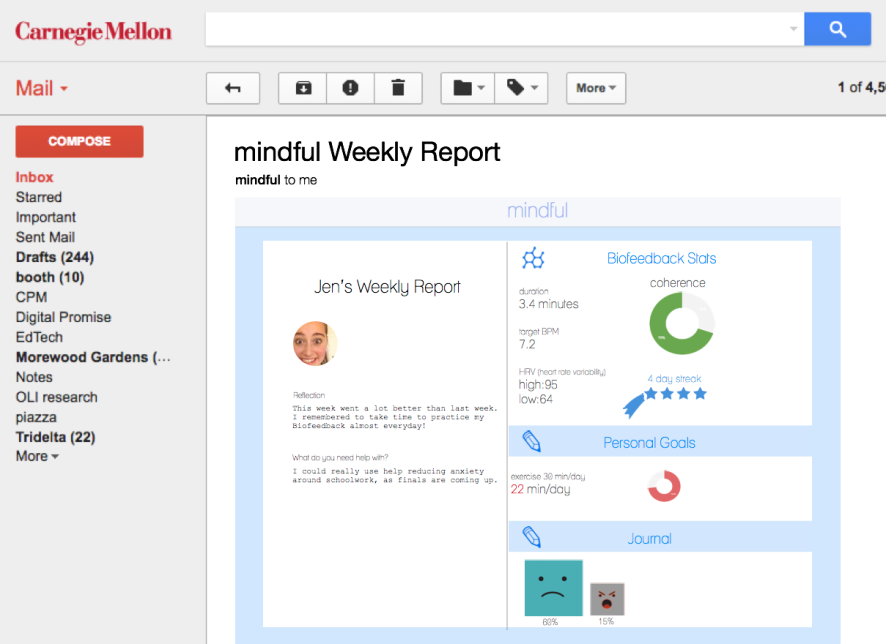 Carnegie Mellon
Mail
More
1 of 4,50
COMPOSE
Inbox
Starred
Important
Sent Mail
Drafts (244)
booth (10)
CPM
Digital Promise
EdTech
Morewood Gardens (...
Notes
OLI research
piazza
Tridelta (22)
More
mindful Weekly Report
mindful to me
mindful
Jen's Weekly Report
Reflection
This week went a lot better than last week.
I remembered to take time to practice my
Biofeedback almost everyday!
What do you need help with?
I could really use help reducing anxiety
around schoolwork, as finals are coming up.
Biofeedback Stats
coherence
duration
3.4 minutes
target BPM
7.2
HRV (heart rate variability)
high:95
low:64
4 day streak
Personal Goals
exercise 30 min/day
22 min/day
Journal
60%
15%